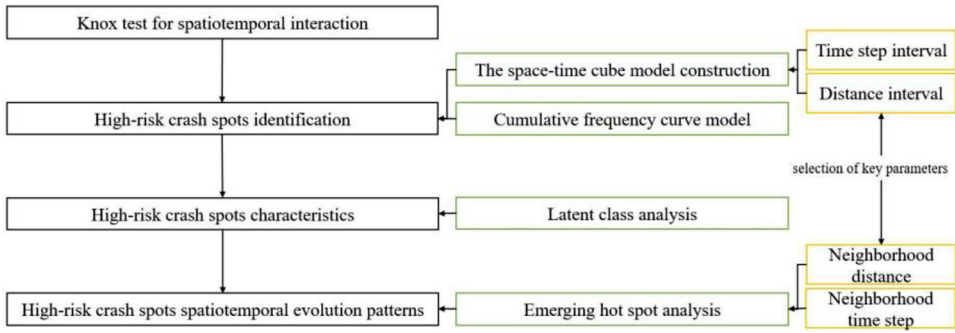 Knox test for spatiotemporal interaction
Time step interval
The space-time cube model construction
Distance interval
High-risk crash spots identification
Cumulative frequency curve model
selection of key parameters
High-risk crash spots characteristics
Latent class analysis
Neighborhood
distance
High-risk crash spots spatiotemporal evolution patterns
Emerging hot spot analysis
Neighborhood
time step